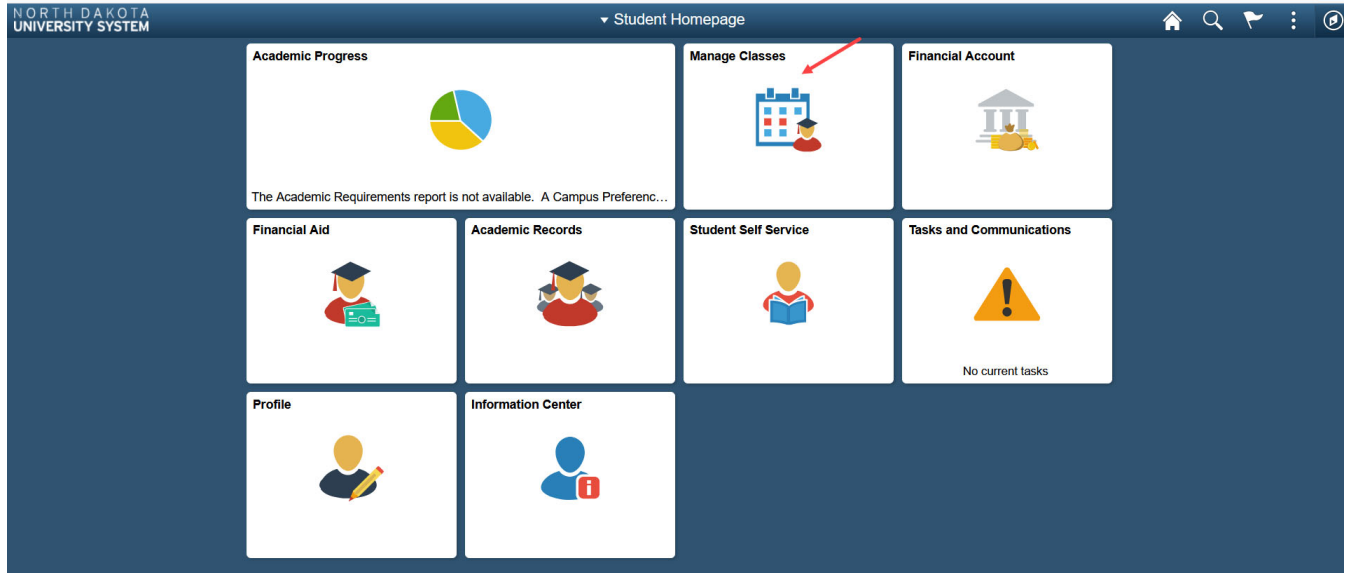 NORTH DAKOTA
UNIVERSITY SYSTEM
Student Homepage
Academic Progress
The Academic Requirements report is not available. A Campus Preferenc...
Manage Classes
Financial Account
Financial Aid
Academic Records
Student Self Service
Tasks and Communications
No current tasks
Profile
Information Center
i